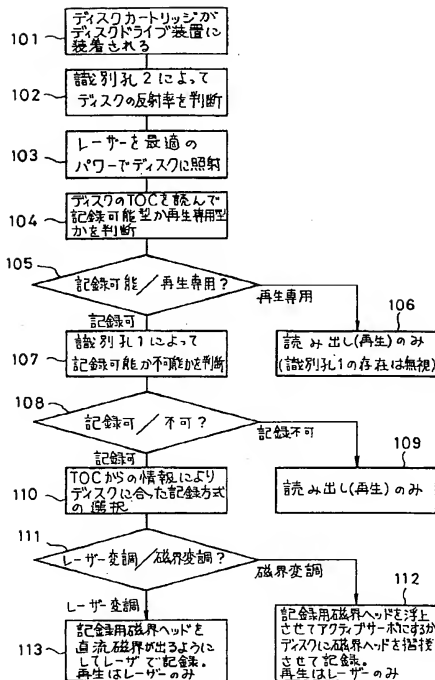 101
ディスクカートリッジが
ディスクドライブ装置に
装着される
102
識別孔2によって
ディスクの反射率を判断
103
レーザーを最適の
パワーでディスクに照射
104
ディスクのTOCを読んで
記録可能型か再生専用型
かを判断
105
記録可能/再生専用?
再生専用
記録可
106
読み出し(再生)のみ
(識別孔1の存在は無視)
107
識別孔1によって
記録可能か不可能かを判断
108
記録可/不可?
記録不可
記録可
109
読み出し(再生)のみ
110
TOCからの情報により
ディスクに合った記録方式
の選択
111
レーザー変調/磁界変調?
磁界変調
レーザー変調
112
記録用磁界ヘッドを浮上
させてアクティブサーボにするか
ディスクに磁界ヘッドを摺接
させて記録。
再生はレーザーのみ
113
記録用磁界ヘッドを
直流磁界が出るように
してレーザで記録。
再生はレーザーのみ